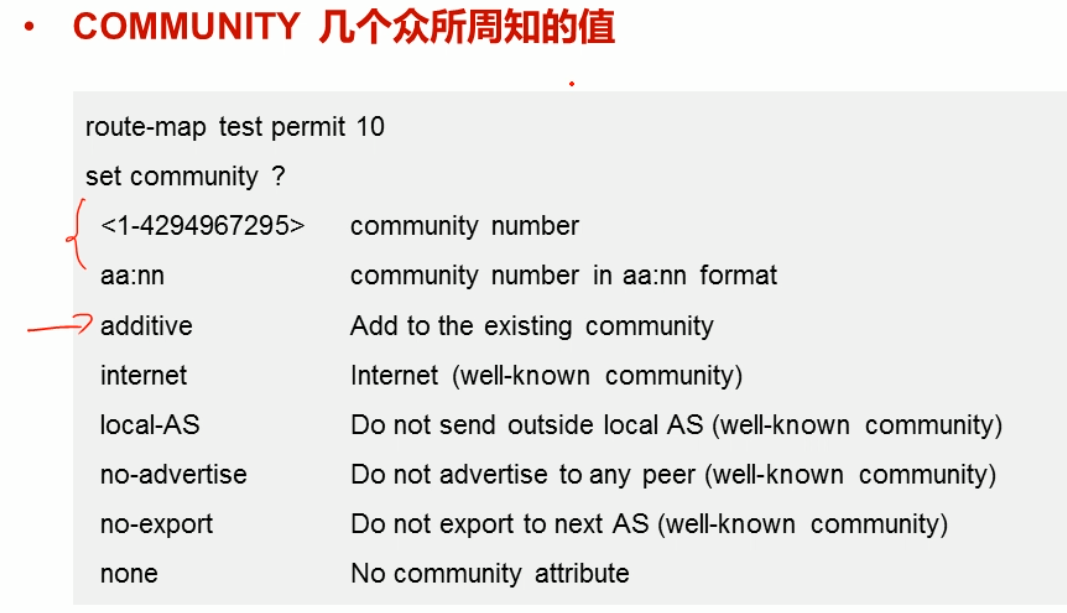 • COMMUNITY 几个众所周知的值
route-map test permit 10
set community ?
<1-4294967295> community number
aa:nn community number in aa:nn format
additive Add to the existing community
internet Internet (well-known community)
local-AS Do not send outside local AS (well-known community)
no-advertise Do not advertise to any peer (well-known community)
no-export Do not export to next AS (well-known community)
none No community attribute